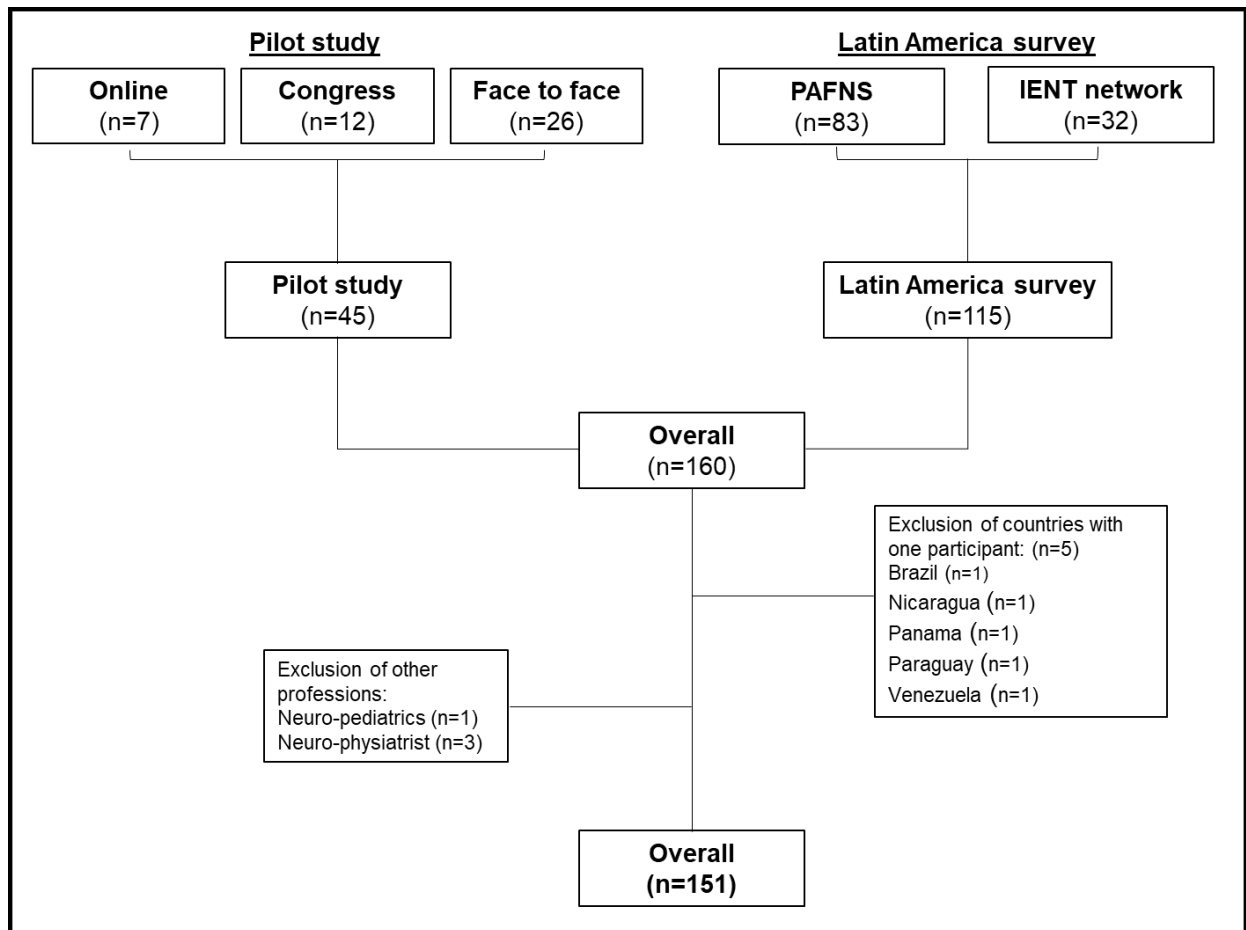 Pilot study
Latin America survey
Online
(n=7)
Congress
(n=12)
Face to face
(n=26)
PAFNS
(n=83)
IENT network
(n=32)
Pilot study
(n=45)
Latin America survey
(n=115)
Overall
(n=160)
Exclusion of countries with
one participant: (n=5)
Brazil (n=1)
Nicaragua (n=1)
Panama (n=1)
Paraguay (n=1)
Venezuela (n=1)
Exclusion of other
professions:
Neuro-pediatrics (n=1)
Neuro-physiatrist (n=3)
Overall
(n=151)